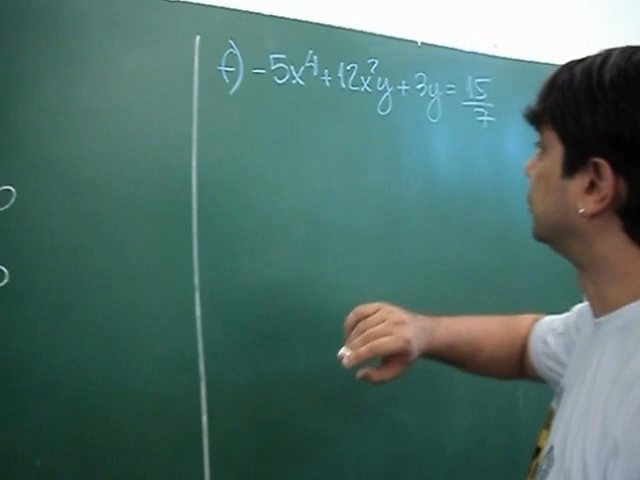 f) -5x⁴ + 12x²y + 3y = 15/7